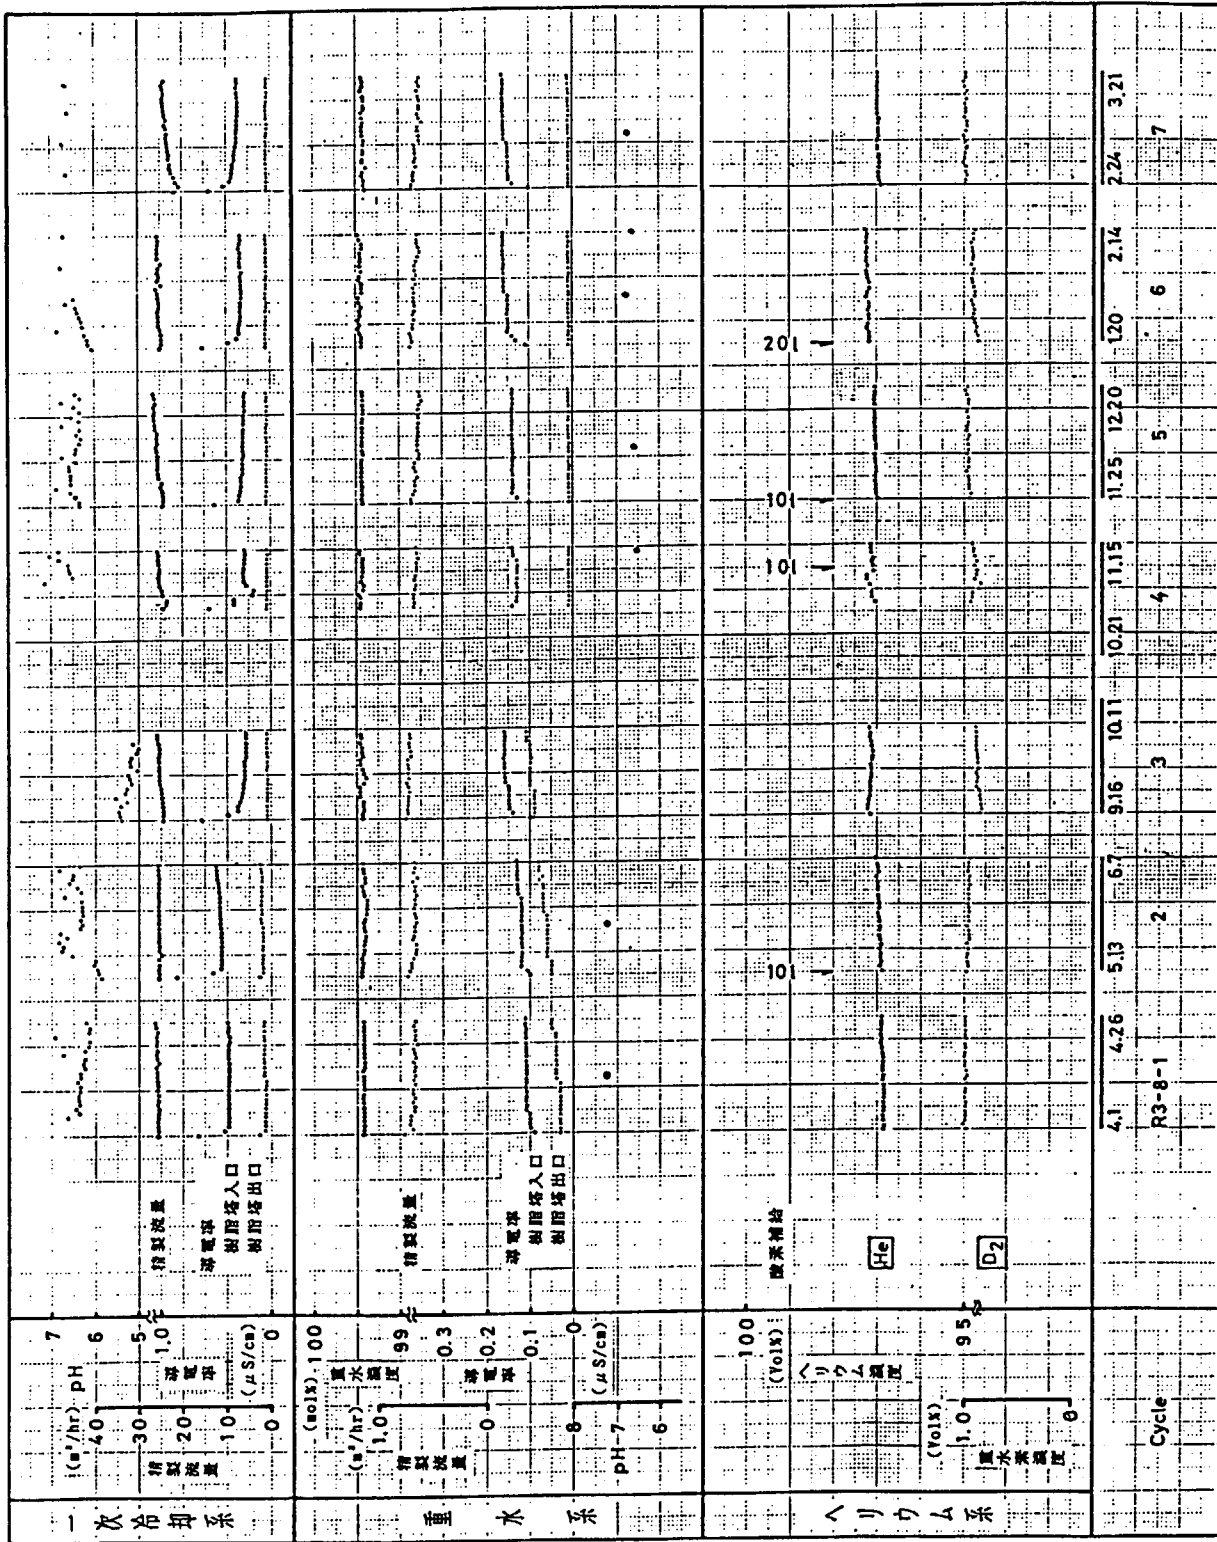 一次冷却系
精製流量
(m³/hr)
40
30
20
10
0
pH
7
6
5
1.0
導電率
0
(μS/cm)
精製流量
導電率
樹脂塔入口
樹脂塔出口
重水系
(mol%)
100
99
重水濃度
(m³/hr)
1.0
0
精製流量
0.3
0.2
0.1
0
導電率
(μS/cm)
pH
8
7
6
精製流量
導電率
樹脂塔入口
樹脂塔出口
ヘリウム系
100
(Vol%)
ヘリウム濃度
95
(Vol%)
1.0
0
重水素濃度
酸素補給
He
D2
10l
10l
10l
20l
4.1 4.26 5.13 6.7 9.16 10.11 10.21 11.15 11.25 12.20 1.20 2.14 2.24 3.21
Cycle R3-8-1 2 3 4 5 6 7